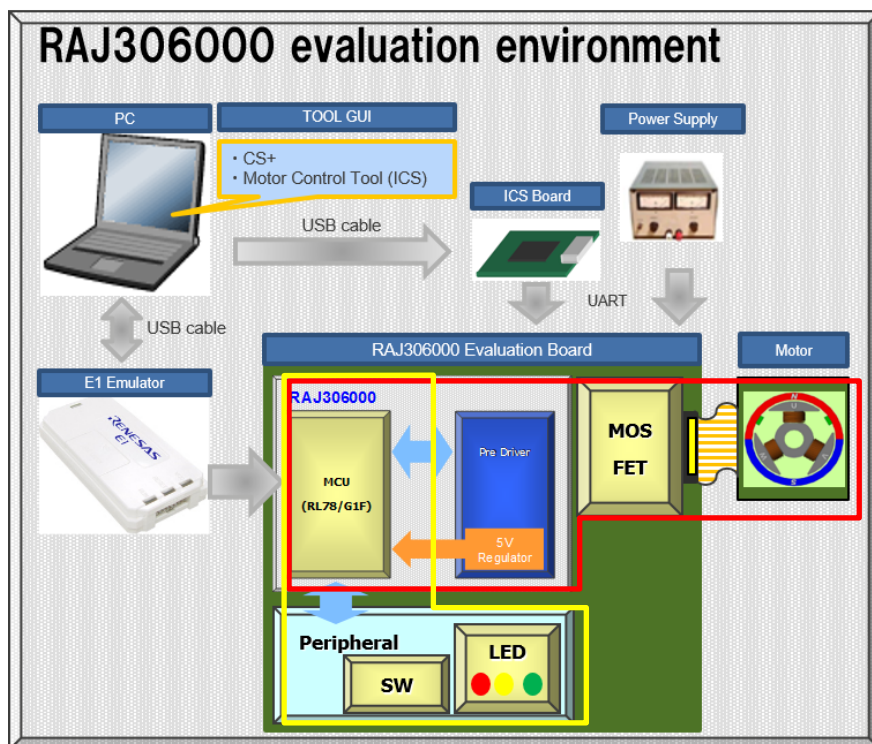 RAJ306000 evaluation environment
PC
TOOL GUI
Power Supply
・CS+
・Motor Control Tool (ICS)
ICS Board
USB cable
UART
USB cable
RAJ306000 Evaluation Board
Motor
E1 Emulator
RAJ306000
RENESAS
E1
MCU
(RL78/G1F)
Pre Driver
MOS
FET
N
U
W
V
S
5V
Regulator
Peripheral
SW
LED